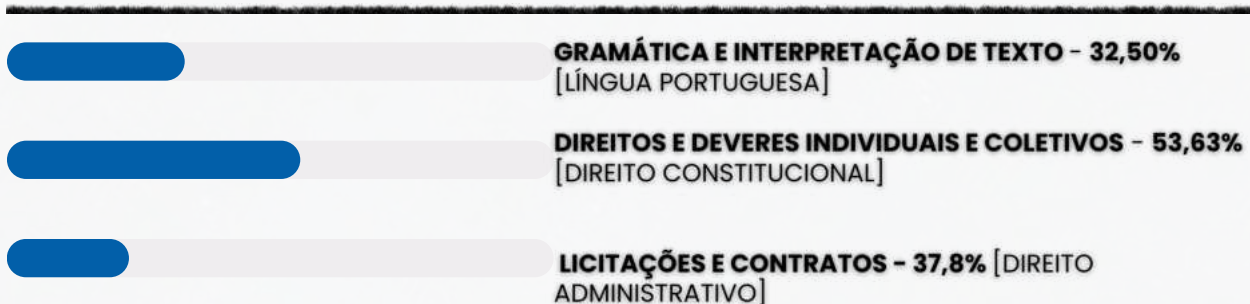 GRAMÁTICA E INTERPRETAÇÃO DE TEXTO - 32,50%
[LÍNGUA PORTUGUESA]
DIREITOS E DEVERES INDIVIDUAIS E COLETIVOS - 53,63%
[DIREITO CONSTITUCIONAL]
LICITAÇÕES E CONTRATOS - 37,8% [DIREITO
ADMINISTRATIVO]